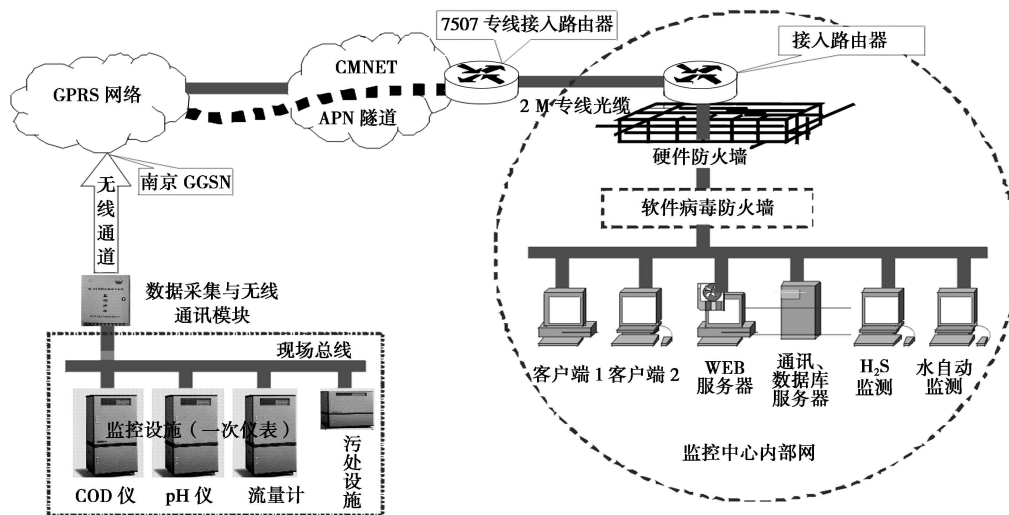 7507 专线接入路由器
接入路由器
CMNET
GPRS 网络
APN 隧道
2 M 专线光缆
硬件防火墙
南京 GGSN
无线通道
软件病毒防火墙
数据采集与无线
通讯模块
现场总线
客户端 1
客户端 2
WEB
服务器
通讯、
数据库
服务器
H₂S
监测
水自动
监测
监控设施（一次仪表）
污处设施
监控中心内部网
COD 仪
pH 仪
流量计